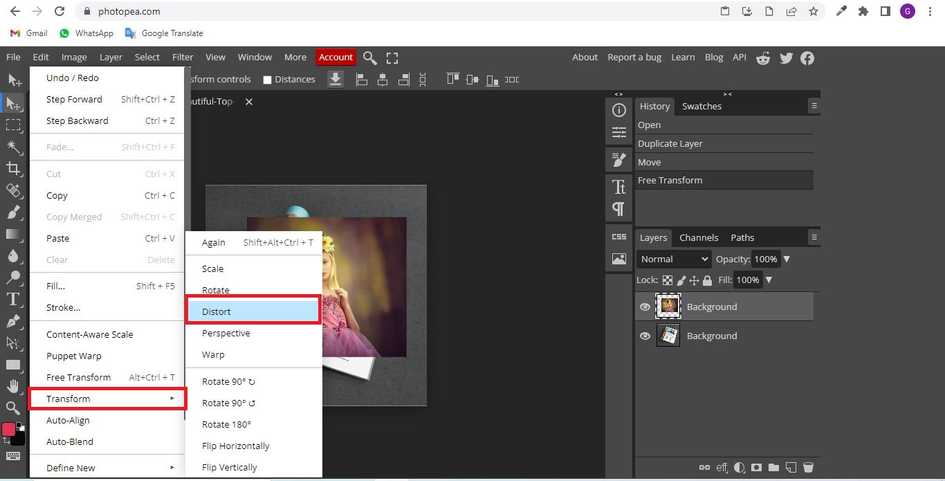 photopea.com
G
Gmail WhatsApp Google Translate
File Edit Image Layer Select Filter View Window More Account About Report a bug Learn Blog API
sform controls Distances
utiful-Top
Undo / Redo
Step Forward Shift+Ctrl + Z
Step Backward Ctrl + Z
Fade... Shift+Ctrl + F
Cut Ctrl + X
Copy Ctrl + C
Copy Merged Shift+Ctrl + C
Paste Ctrl + V
Clear Delete
Fill... Shift + F5
Stroke...
Content-Aware Scale
Puppet Warp
Free Transform Alt+Ctrl + T
Transform
Auto-Align
Auto-Blend
Define New
Again Shift+Alt+Ctrl + T
Scale
Rotate
Distort
Perspective
Warp
Rotate 90° ↻
Rotate 90° ↺
Rotate 180°
Flip Horizontally
Flip Vertically
CSS
History Swatches
Open
Duplicate Layer
Move
Free Transform
Layers Channels Paths
Normal Opacity: 100%
Lock: Fill: 100%
Background
Background
eff